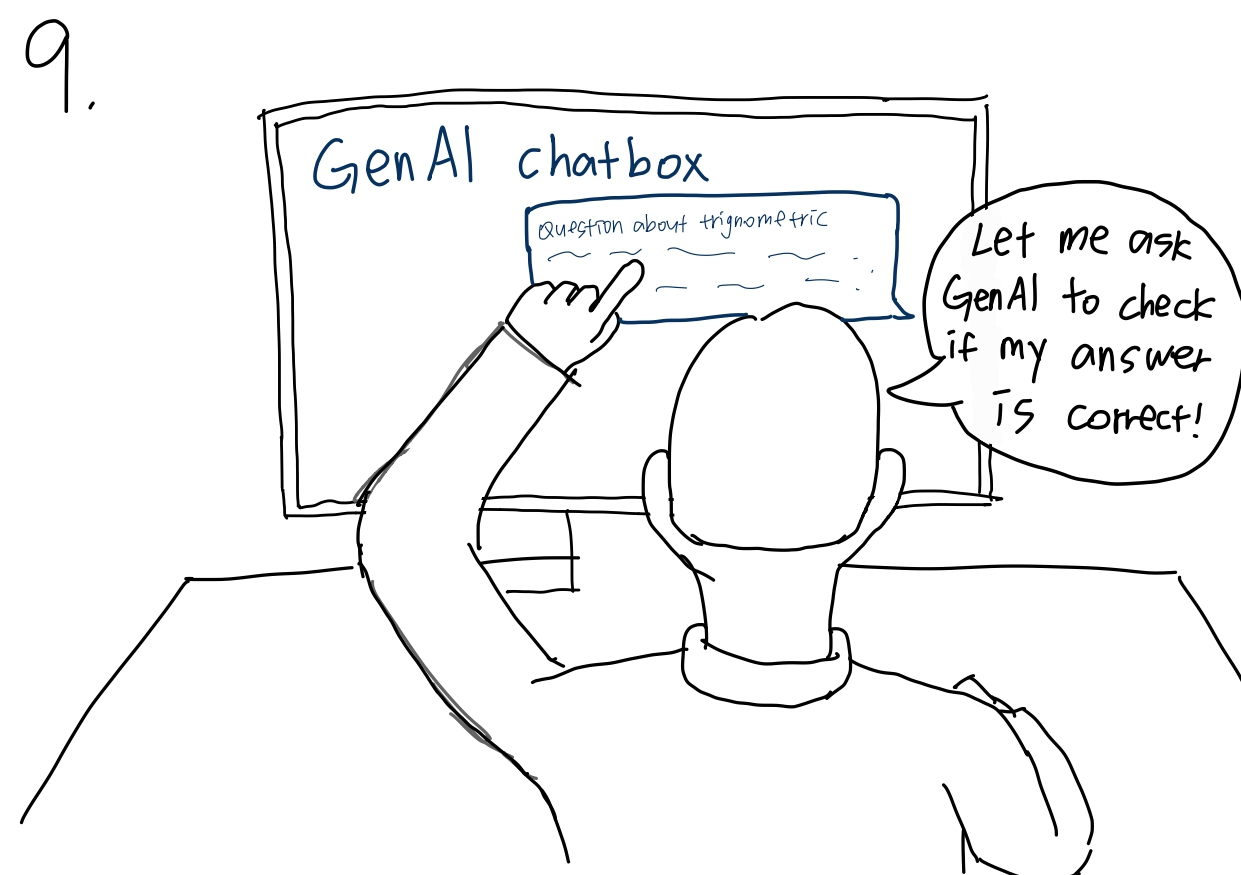 9.
GenAI chatbox
Question about trignometric
Let me ask
GenAI to check
if my answer
is correct!